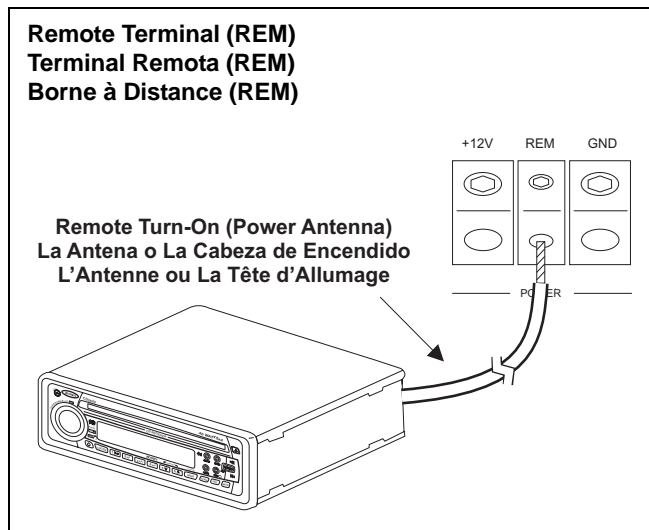 Remote Terminal (REM)
Terminal Remota (REM)
Borne à Distance (REM)
+12V REM GND
Remote Turn-On (Power Antenna)
La Antena o La Cabeza de Encendido
L'Antenne ou La Tête d'Allumage
POWER